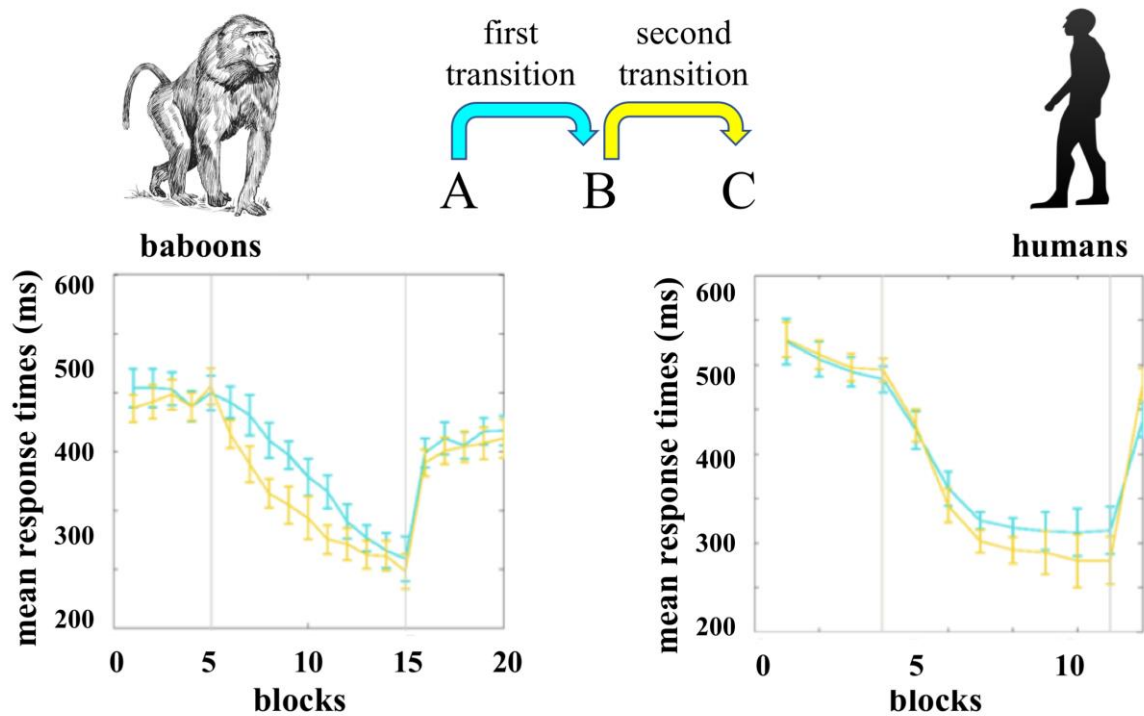 first
transition
second
transition
A
B
C
baboons
humans
mean response times (ms)
600
500
400
300
200
0
5
10
15
20
blocks
mean response times (ms)
600
500
400
300
200
0
5
10
blocks